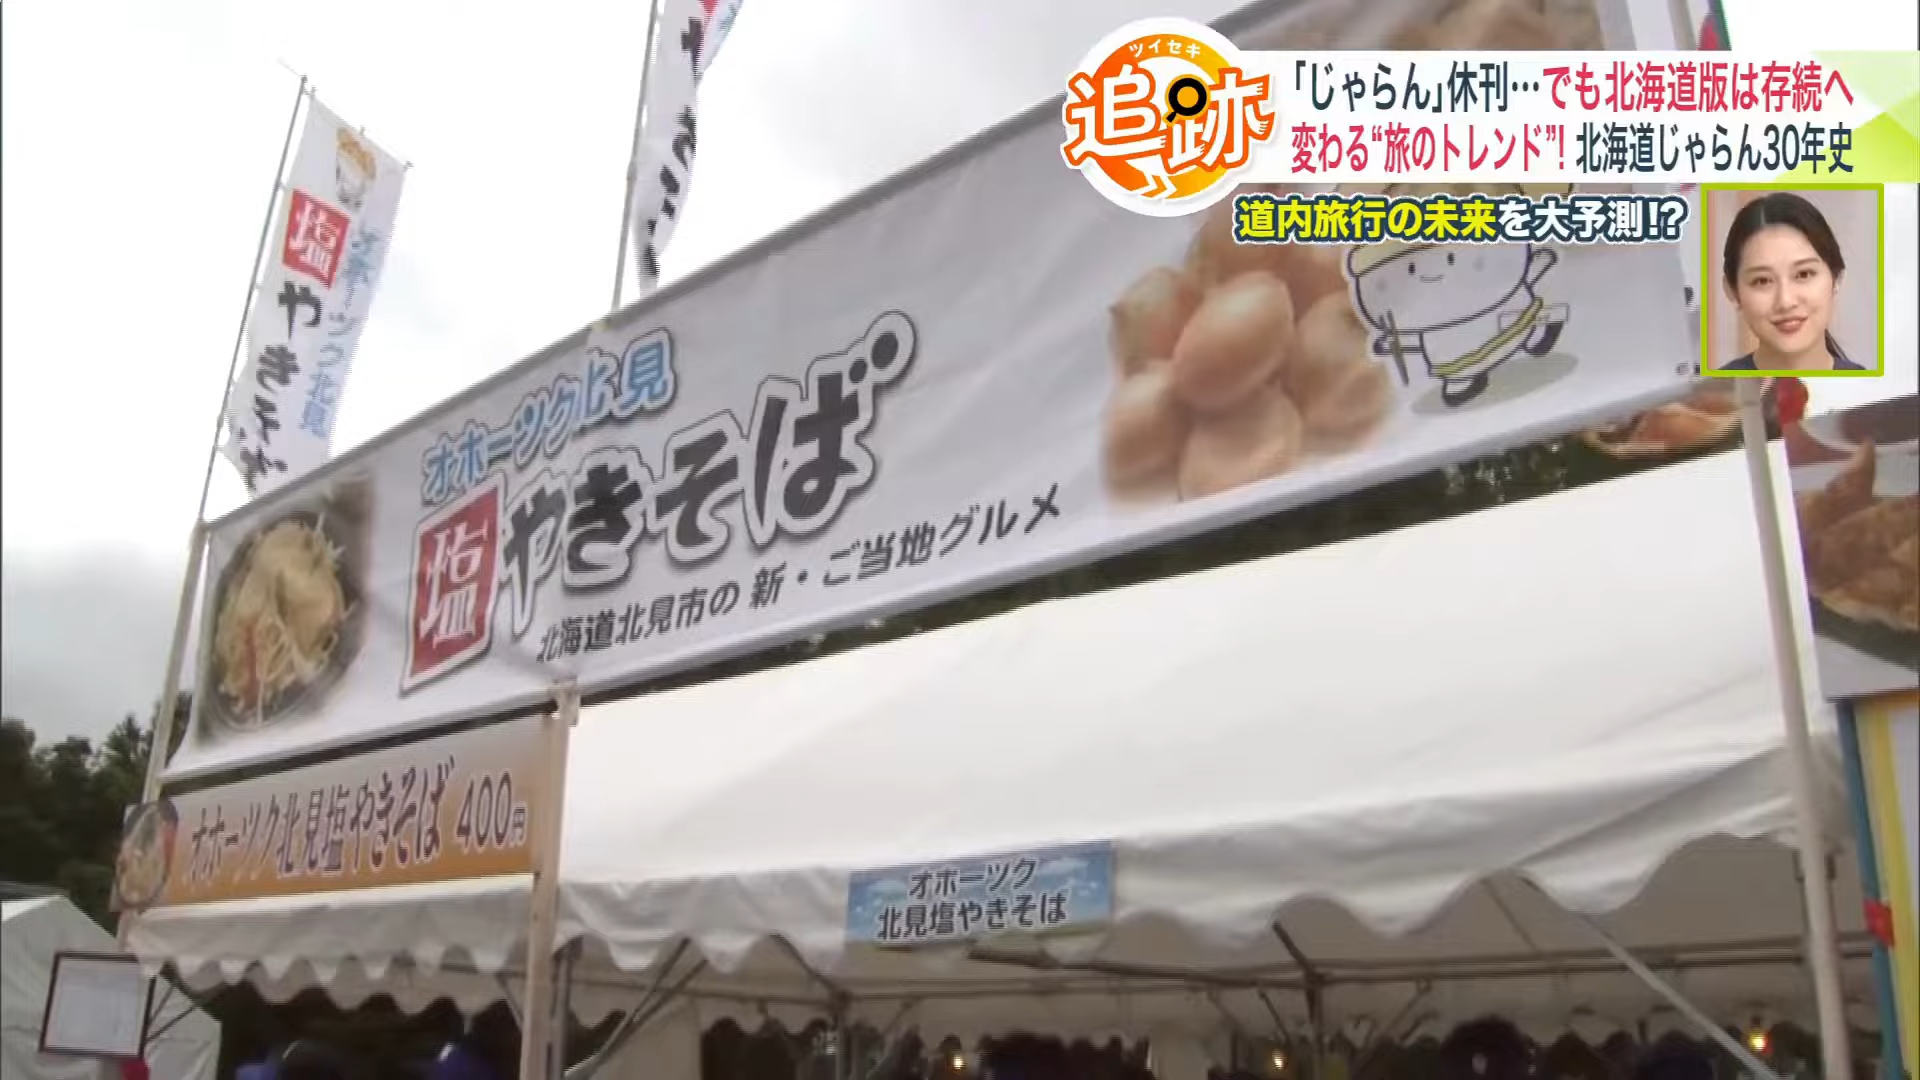 ツイセキ
追跡
「じゃらん」休刊…でも北海道版は存続へ
変わる“旅のトレンド”! 北海道じゃらん30年史
道内旅行の未来を大予測!?
オホーツク北見
塩やきそば
オホーツク北見
塩やきそば
北海道北見市の 新・ご当地グルメ
オホーツク北見塩やきそば 400円
オホーツク
北見塩やきそば